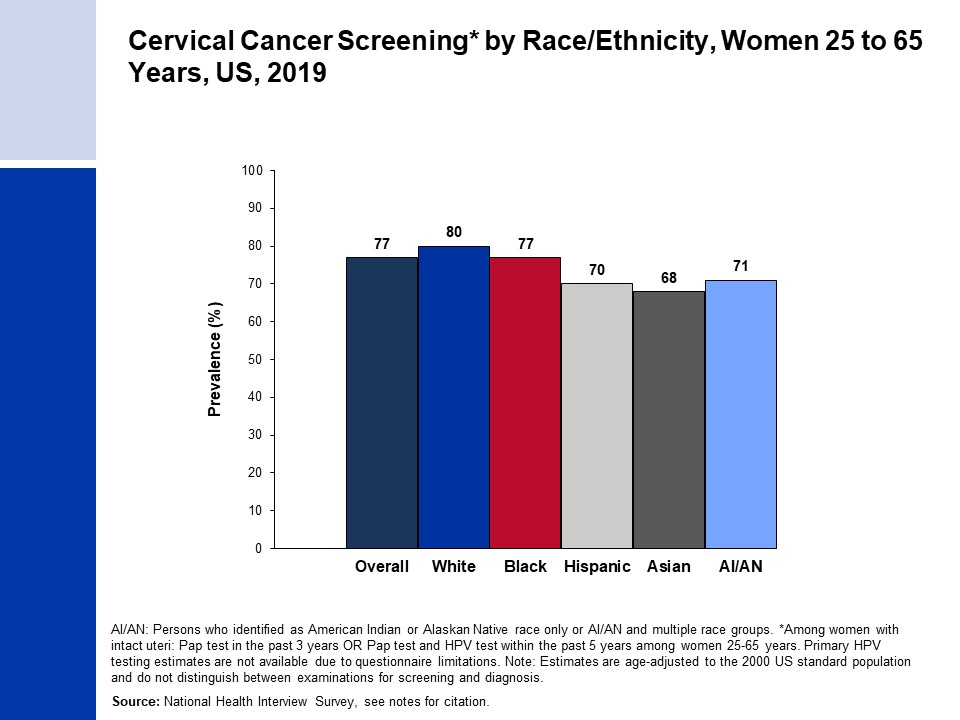 Cervical Cancer Screening* by Race/Ethnicity, Women 25 to 65
Years, US, 2019
Prevalence (%)
100
90
80
70
60
50
40
30
20
10
0
77
80
77
70
68
71
Overall
White
Black
Hispanic
Asian
AI/AN
AI/AN: Persons who identified as American Indian or Alaskan Native race only or AI/AN and multiple race groups. *Among women with
intact uteri: Pap test in the past 3 years OR Pap test and HPV test within the past 5 years among women 25-65 years. Primary HPV
testing estimates are not available due to questionnaire limitations. Note: Estimates are age-adjusted to the 2000 US standard population
and do not distinguish between examinations for screening and diagnosis.
Source: National Health Interview Survey, see notes for citation.